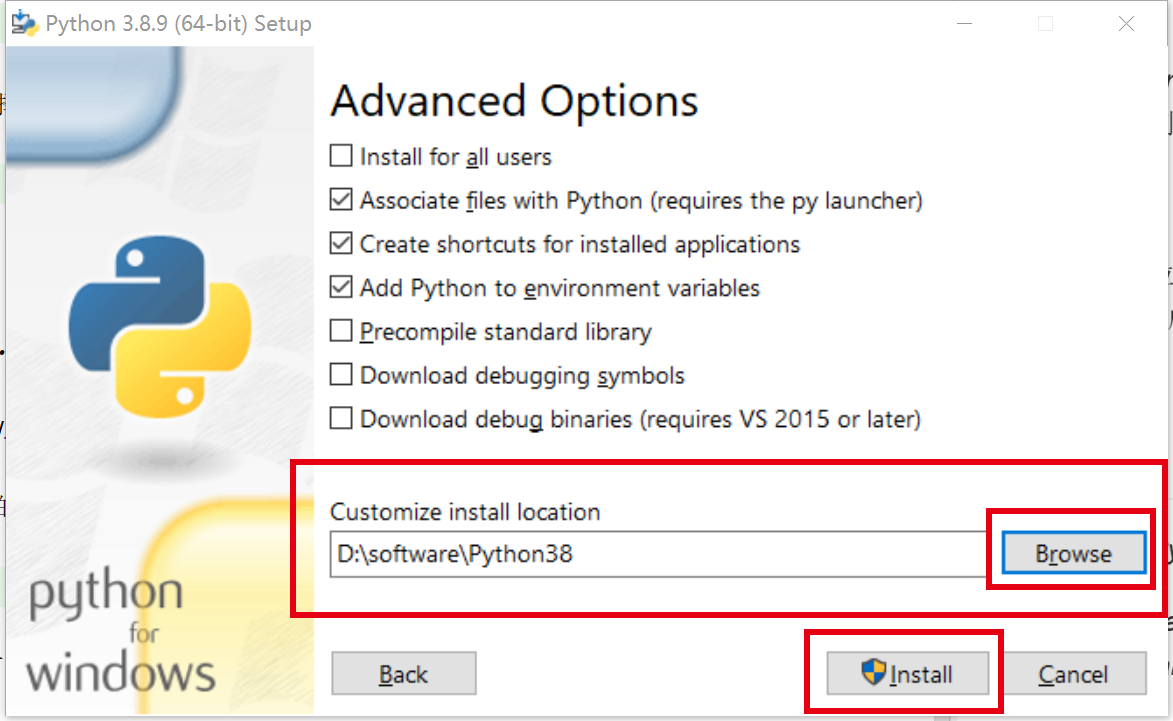 Python 3.8.9 (64-bit) Setup
Advanced Options
Install for all users
Associate files with Python (requires the py launcher)
Create shortcuts for installed applications
Add Python to environment variables
Precompile standard library
Download debugging symbols
Download debug binaries (requires VS 2015 or later)
Customize install location
D:\software\Python38
Browse
python
for
windows
Back
Install
Cancel